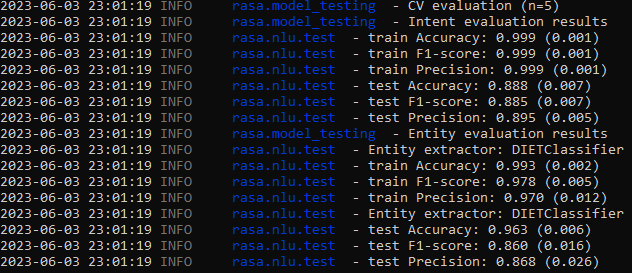 2023-06-03 23:01:19 INFO rasa.model_testing - CV evaluation (n=5)
2023-06-03 23:01:19 INFO rasa.model_testing - Intent evaluation results
2023-06-03 23:01:19 INFO rasa.nlu.test - train Accuracy: 0.999 (0.001)
2023-06-03 23:01:19 INFO rasa.nlu.test - train F1-score: 0.999 (0.001)
2023-06-03 23:01:19 INFO rasa.nlu.test - train Precision: 0.999 (0.001)
2023-06-03 23:01:19 INFO rasa.nlu.test - test Accuracy: 0.888 (0.007)
2023-06-03 23:01:19 INFO rasa.nlu.test - test F1-score: 0.885 (0.007)
2023-06-03 23:01:19 INFO rasa.nlu.test - test Precision: 0.895 (0.005)
2023-06-03 23:01:19 INFO rasa.model_testing - Entity evaluation results
2023-06-03 23:01:19 INFO rasa.nlu.test - Entity extractor: DIETClassifier
2023-06-03 23:01:19 INFO rasa.nlu.test - train Accuracy: 0.993 (0.002)
2023-06-03 23:01:19 INFO rasa.nlu.test - train F1-score: 0.978 (0.005)
2023-06-03 23:01:19 INFO rasa.nlu.test - train Precision: 0.970 (0.012)
2023-06-03 23:01:19 INFO rasa.nlu.test - Entity extractor: DIETClassifier
2023-06-03 23:01:19 INFO rasa.nlu.test - test Accuracy: 0.963 (0.006)
2023-06-03 23:01:19 INFO rasa.nlu.test - test F1-score: 0.860 (0.016)
2023-06-03 23:01:19 INFO rasa.nlu.test - test Precision: 0.868 (0.026)